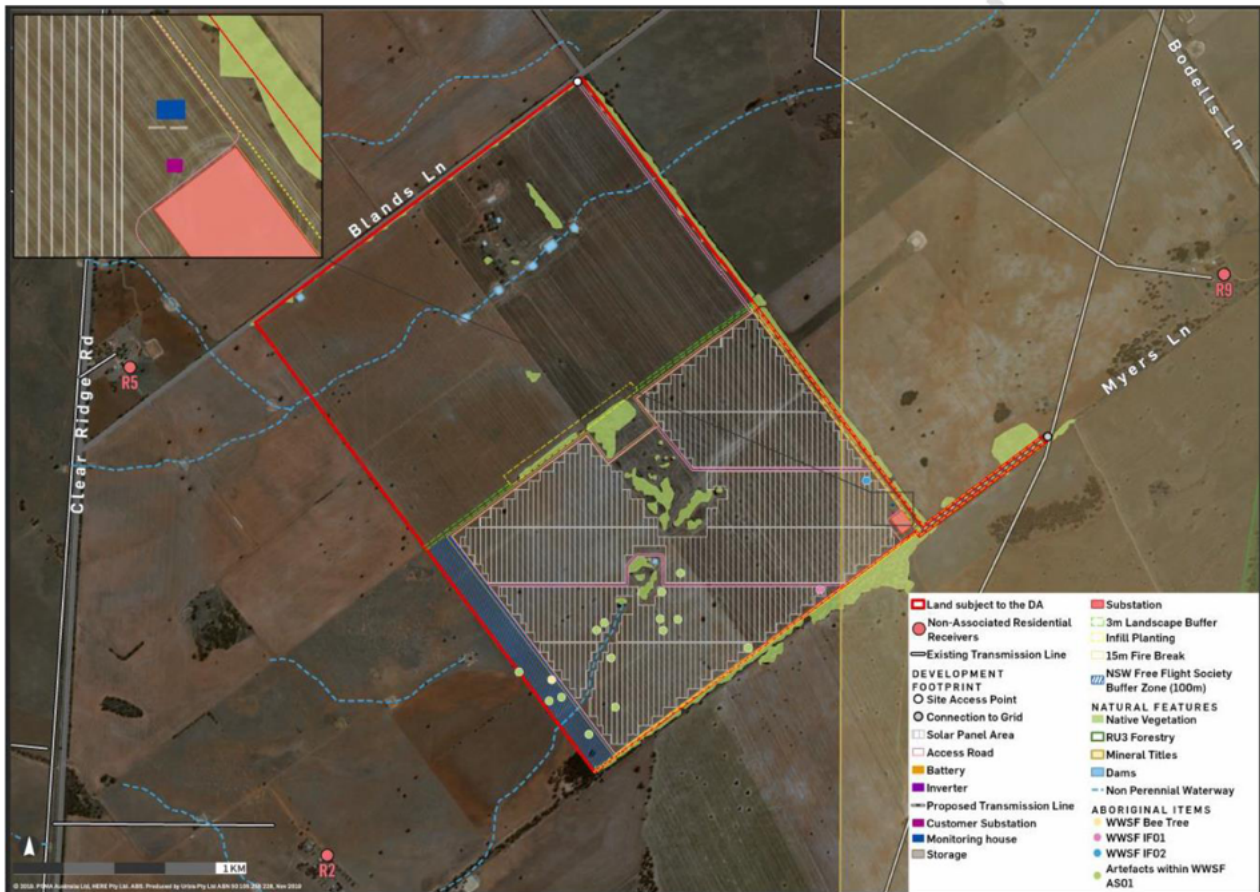 Blands Ln
Bodells Ln
Clear Ridge Rd
Myers Ln
R5
R9
R2
1 KM
Land subject to the DA
Non-Associated Residential
Receivers
Existing Transmission Line
DEVELOPMENT
FOOTPRINT
Site Access Point
Connection to Grid
Solar Panel Area
Access Road
Battery
Inverter
Proposed Transmission Line
Customer Substation
Monitoring house
Storage
Substation
3m Landscape Buffer
Infill Planting
15m Fire Break
NSW Free Flight Society
Buffer Zone (100m)
NATURAL FEATURES
Native Vegetation
RU3 Forestry
Mineral Titles
Dams
Non Perennial Waterway
ABORIGINAL ITEMS
WWSF Bee Tree
WWSF IF01
WWSF IF02
Artefacts within WWSF
AS01